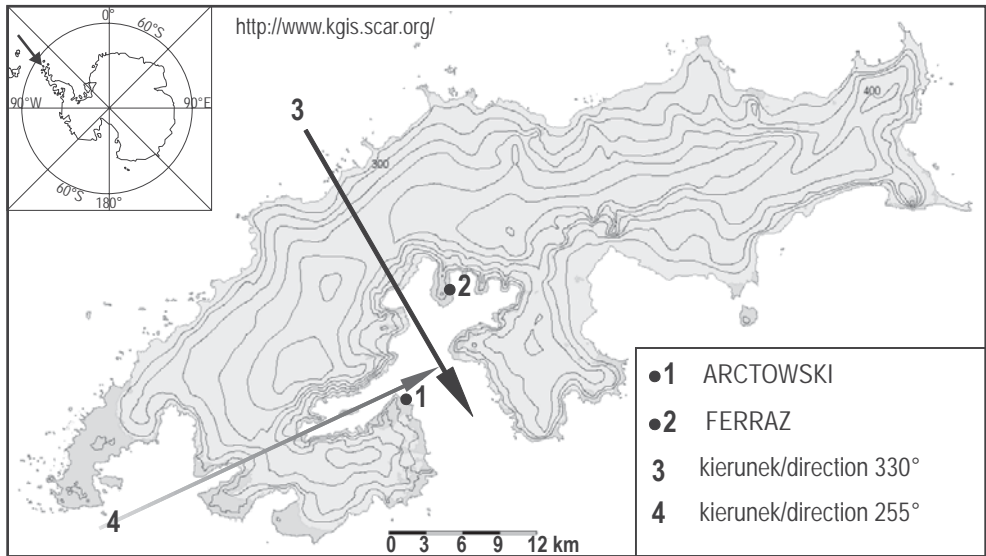 0°
60°S
90°W
90°E
60°S
180°
http://www.kgis.scar.org/
3
400
300
2
1
4
0 3 6 9 12 km
1 ARCTOWSKI
2 FERRAZ
3 kierunek/direction 330°
4 kierunek/direction 255°